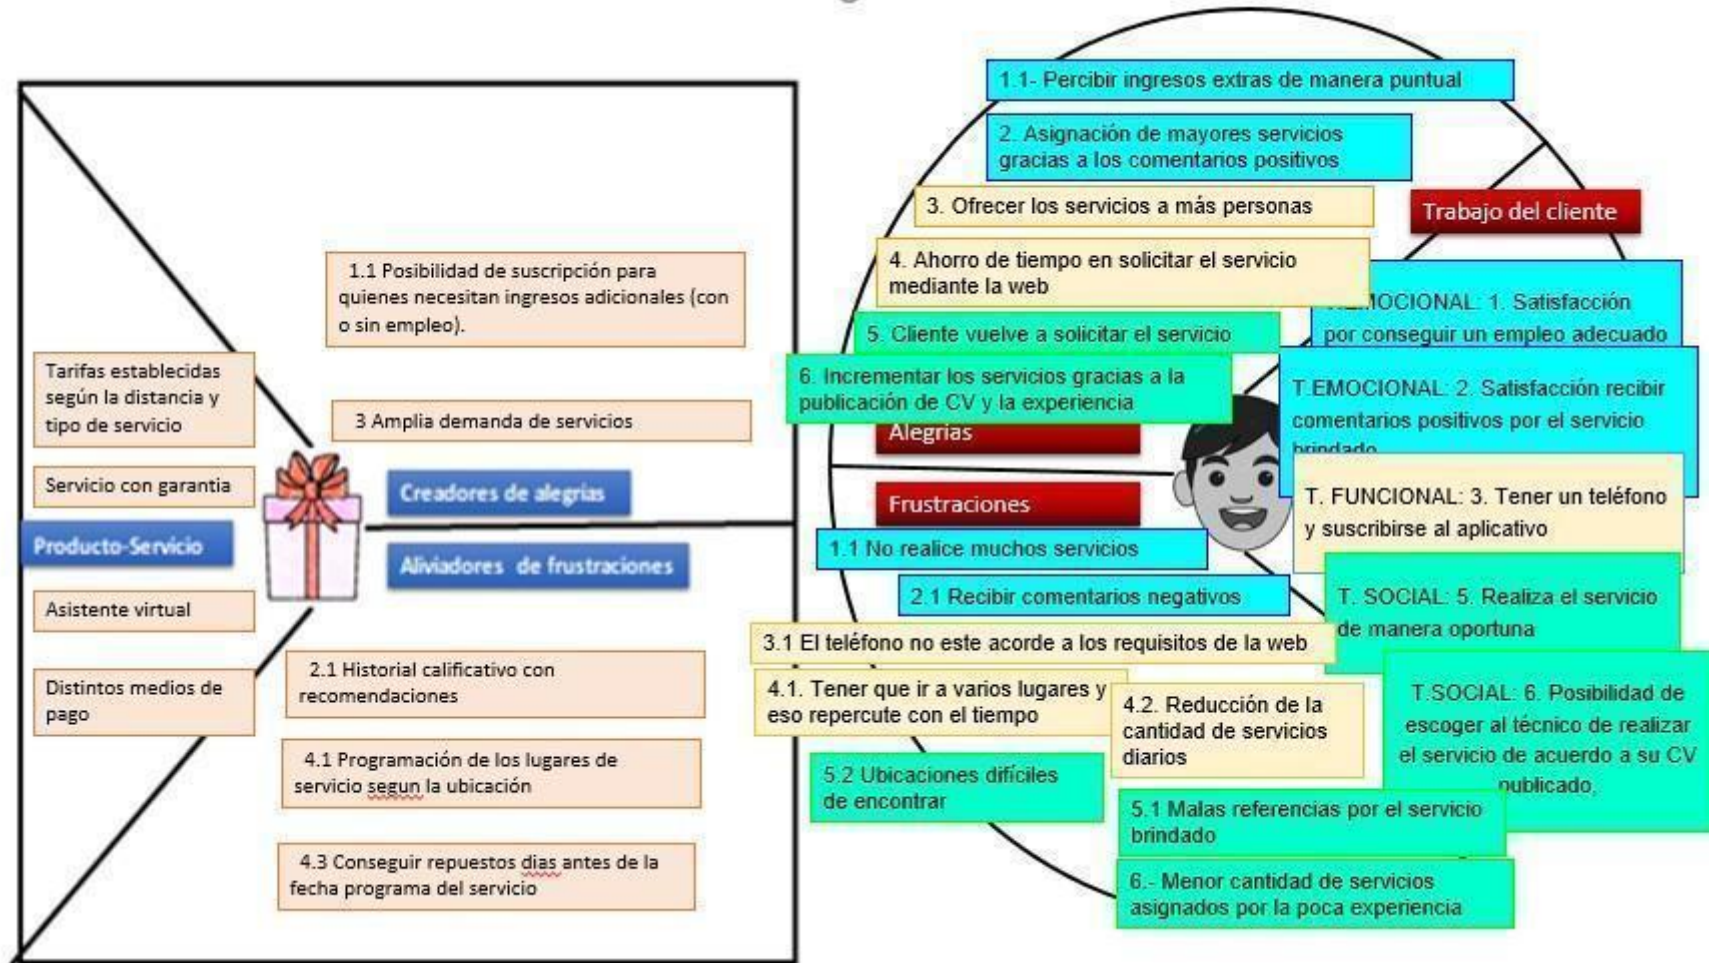 1.1 Posibilidad de suscripción para
quienes necesitan ingresos adicionales (con
o sin empleo).
Tarifas establecidas
según la distancia y
tipo de servicio
3 Amplia demanda de servicios
Servicio con garantia
Creadores de alegrias
Producto-Servicio
Aliviadores de frustraciones
Asistente virtual
2.1 Historial calificativo con
recomendaciones
Distintos medios de
pago
4.1 Programación de los lugares de
servicio segun la ubicación
4.3 Conseguir repuestos dias antes de la
fecha programa del servicio
1.1- Percibir ingresos extras de manera puntual
2. Asignación de mayores servicios
gracias a los comentarios positivos
3. Ofrecer los servicios a más personas
4. Ahorro de tiempo en solicitar el servicio
mediante la web
5. Cliente vuelve a solicitar el servicio
6. Incrementar los servicios gracias a la
publicación de CV y la experiencia
Alegrías
Trabajo del cliente
EMOCIONAL: 1. Satisfacción
por conseguir un empleo adecuado
T.EMOCIONAL: 2. Satisfacción recibir
comentarios positivos por el servicio
brindado
T. FUNCIONAL: 3. Tener un teléfono
y suscribirse al aplicativo
T. SOCIAL: 5. Realiza el servicio
de manera oportuna
T.SOCIAL: 6. Posibilidad de
escoger al técnico de realizar
el servicio de acuerdo a su CV
publicado,
Frustraciones
1.1 No realice muchos servicios
2.1 Recibir comentarios negativos
3.1 El teléfono no este acorde a los requisitos de la web
4.1. Tener que ir a varios lugares y
eso repercute con el tiempo
4.2. Reducción de la
cantidad de servicios
diarios
5.2 Ubicaciones difíciles
de encontrar
5.1 Malas referencias por el servicio
brindado
6.- Menor cantidad de servicios
asignados por la poca experiencia